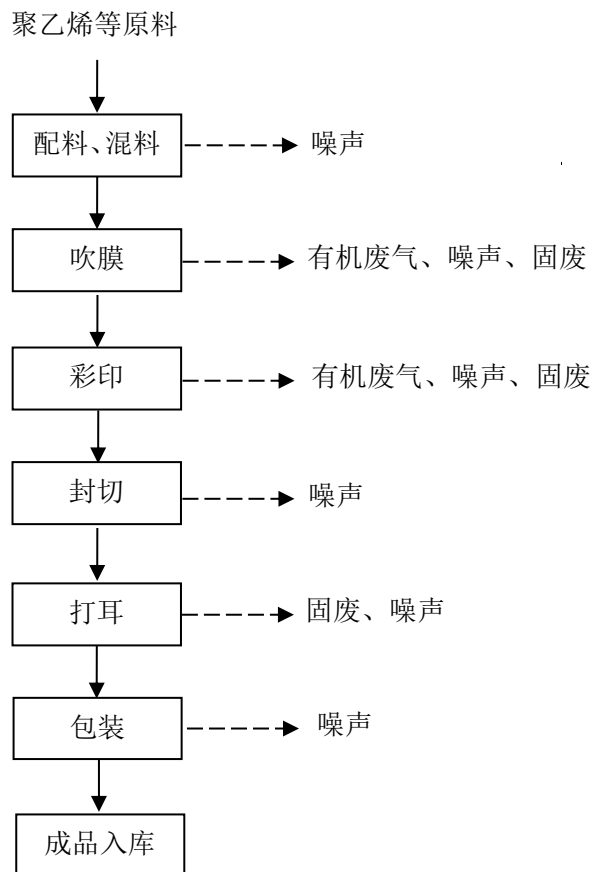 聚乙烯等原料
配料、混料
噪声
吹膜
有机废气、噪声、固废
彩印
有机废气、噪声、固废
封切
噪声
打耳
固废、噪声
包装
噪声
成品入库